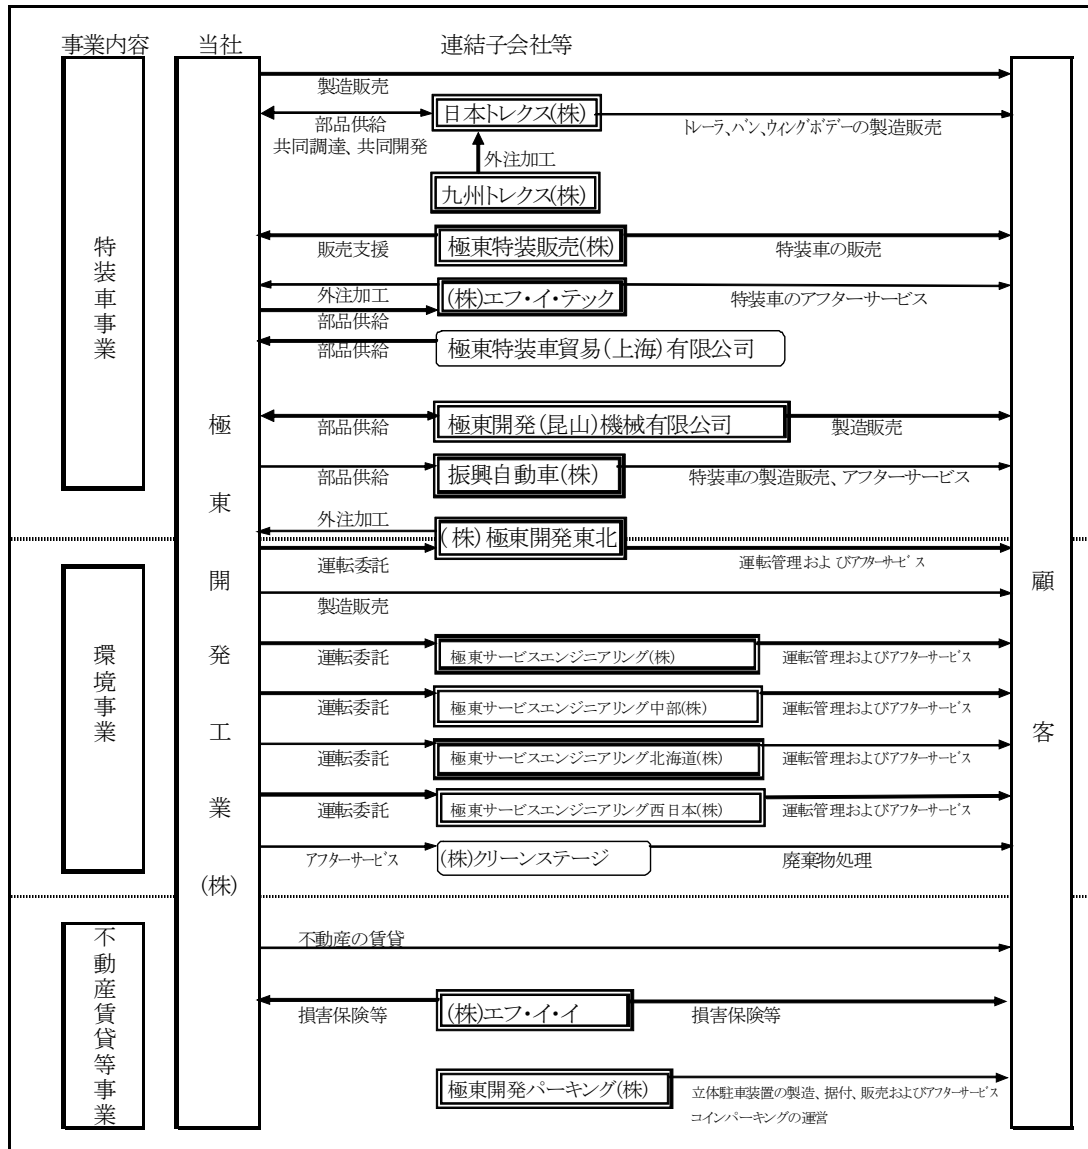 事業内容
当社
連結子会社等
特装車事業
環境事業
不動産賃貸等事業
極東開発工業(株)
顧客
製造販売
日本トレクス(株)
部品供給
共同調達、共同開発
トレーラ、バン、ウィングボデーの製造販売
外注加工
九州トレクス(株)
販売支援
極東特装販売(株)
特装車の販売
外注加工
(株)エフ・イ・テック
特装車のアフターサービス
部品供給
部品供給
極東特装車貿易(上海)有限公司
部品供給
極東開発(昆山)機械有限公司
製造販売
部品供給
振興自動車(株)
特装車の製造販売、アフターサービス
外注加工
(株)極東開発東北
運転委託
運転管理およびアフターサービス
製造販売
運転委託
極東サービスエンジニアリング(株)
運転管理およびアフターサービス
運転委託
極東サービスエンジニアリング中部(株)
運転管理およびアフターサービス
運転委託
極東サービスエンジニアリング北海道(株)
運転管理およびアフターサービス
運転委託
極東サービスエンジニアリング西日本(株)
運転管理およびアフターサービス
アフターサービス
(株)クリーンステージ
廃棄物処理
不動産の賃貸
損害保険等
(株)エフ・イ・イ
損害保険等
極東開発パーキング(株)
立体駐車装置の製造、据付、販売およびアフターサービス
コインパーキングの運営